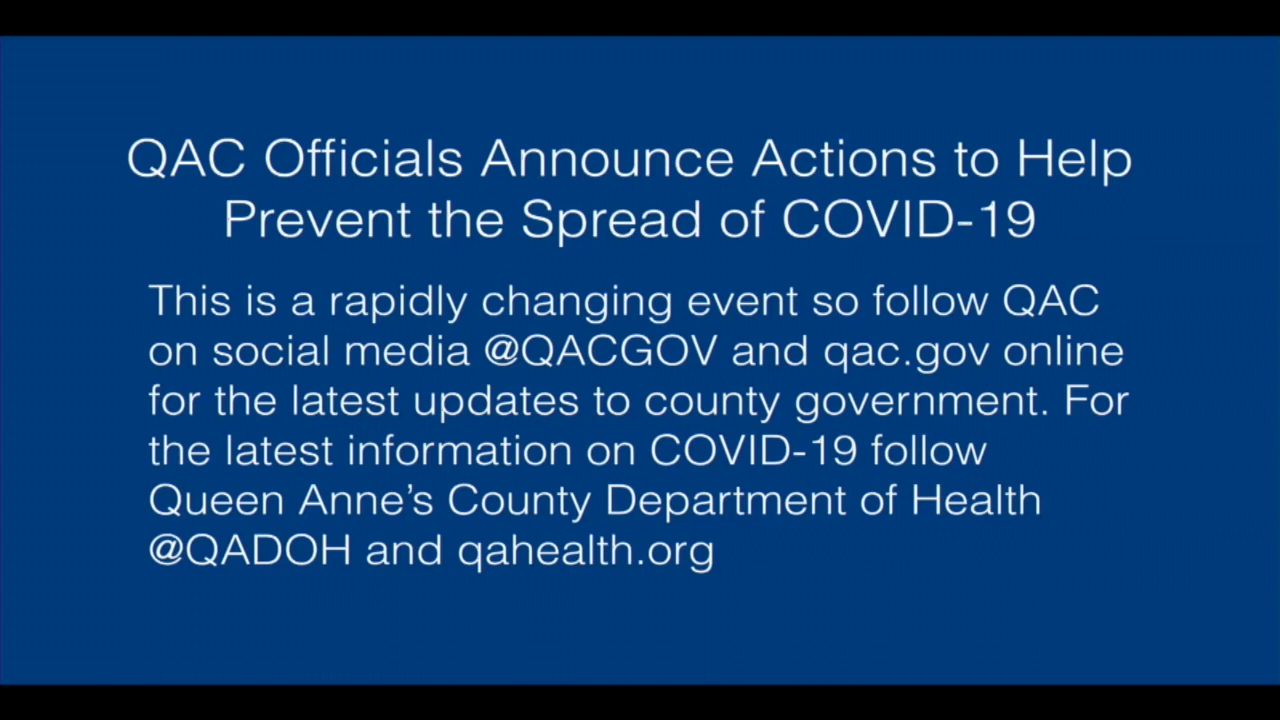 QAC Officials Announce Actions to Help
Prevent the Spread of COVID-19
This is a rapidly changing event so follow QAC
on social media @QACGOV and qac.gov online
for the latest updates to county government. For
the latest information on COVID-19 follow
Queen Anne’s County Department of Health
@QADOH and qahealth.org